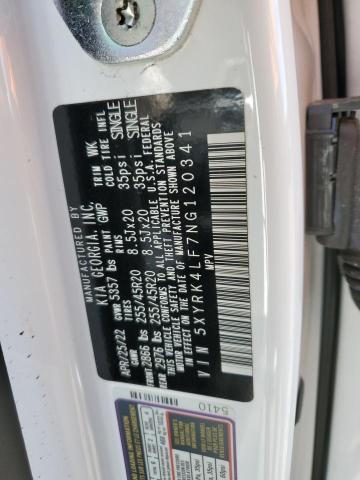 MANUFACTURED BY
KIA GEORGIA, INC.
APR/25/22 GVWR 5357 lbs PAINT GWP TRIM WK
GAWR TIRES RIMS COLD TIRE INFL
FRONT 2866 lbs 255/45R20 8.5Jx20 35psi SINGLE
REAR 2976 lbs 255/45R20 8.5Jx20 35psi SINGLE
THIS VEHICLE CONFORMS TO ALL APPLICABLE U.S. FEDERAL
MOTOR VEHICLE SAFETY AND THEFT PREVENTION STANDARDS
IN EFFECT ON THE DATE OF MANUFACTURE SHOWN ABOVE
VIN 5XYRK4LF7NG120341
MPV
5410